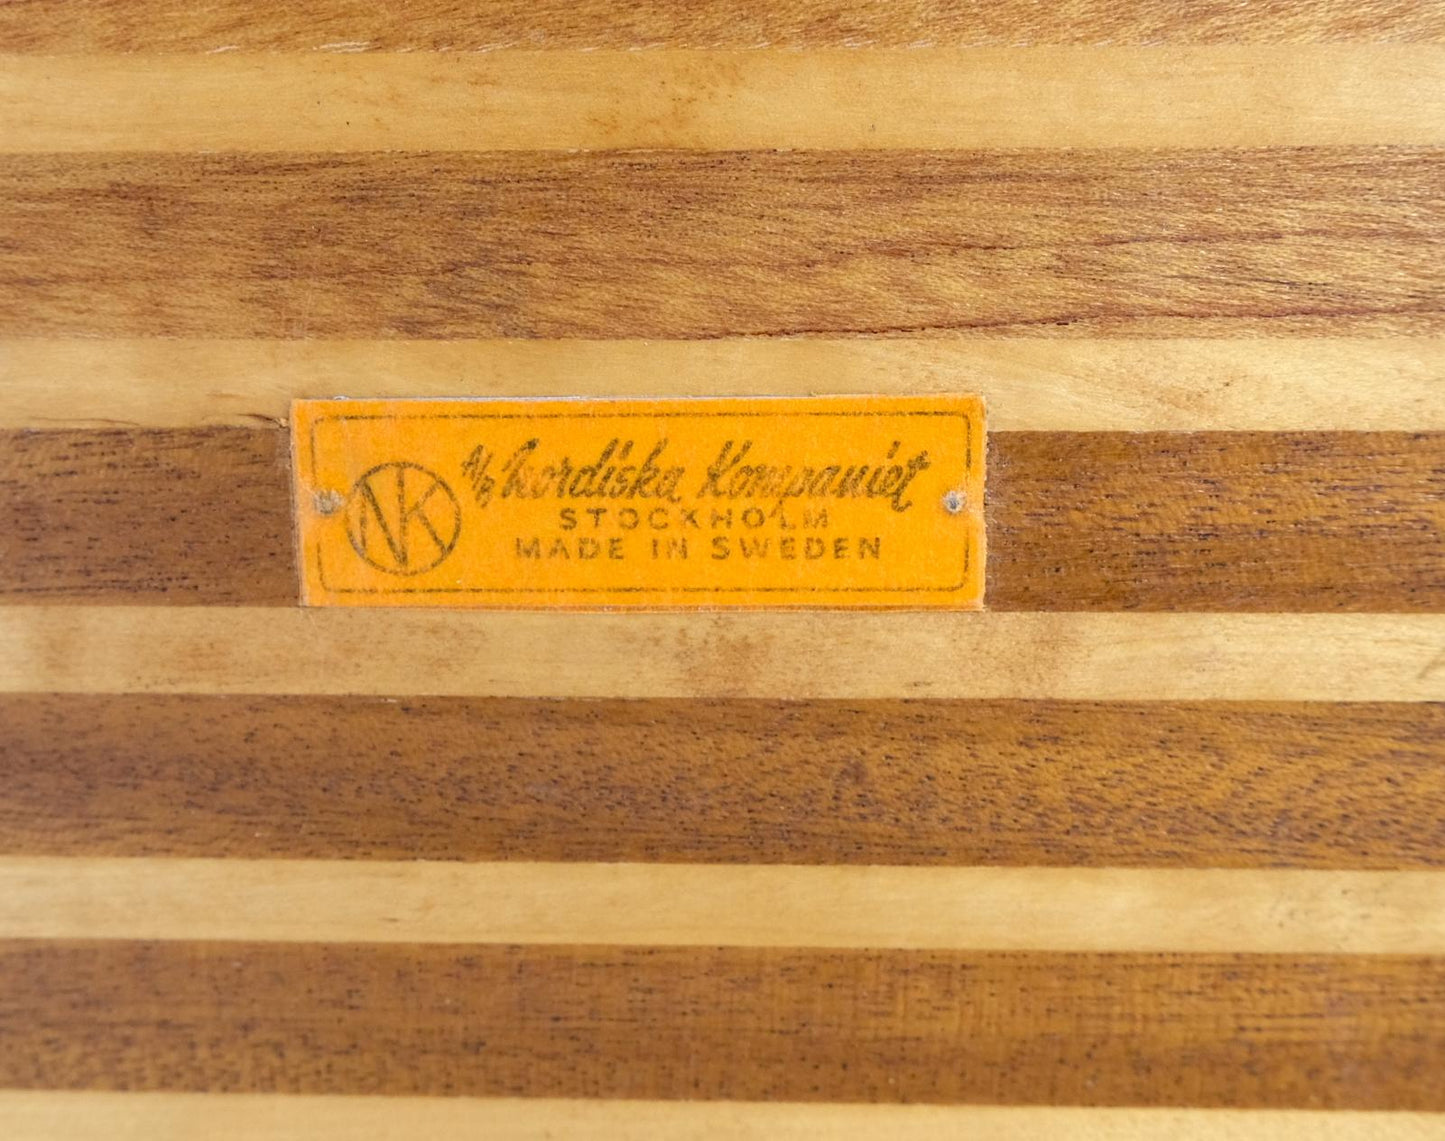 NK
A/B Nordiska Kompaniet
STOCKHOLM
MADE IN SWEDEN